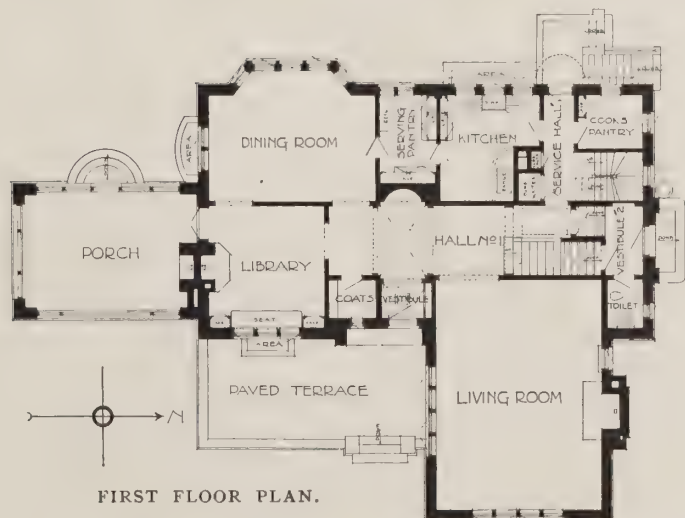 AREA
DINING ROOM
AREA
SERVING
PANTRY
KITCHEN
SERVICE HALL
COOKS
PANTRY
PORCH
LIBRARY
HALL No 1
VESTIBULE 2
COATS
VESTIBULE
TOILET
SEAT
AREA
PAVED TERRACE
LIVING ROOM
N
FIRST FLOOR PLAN.